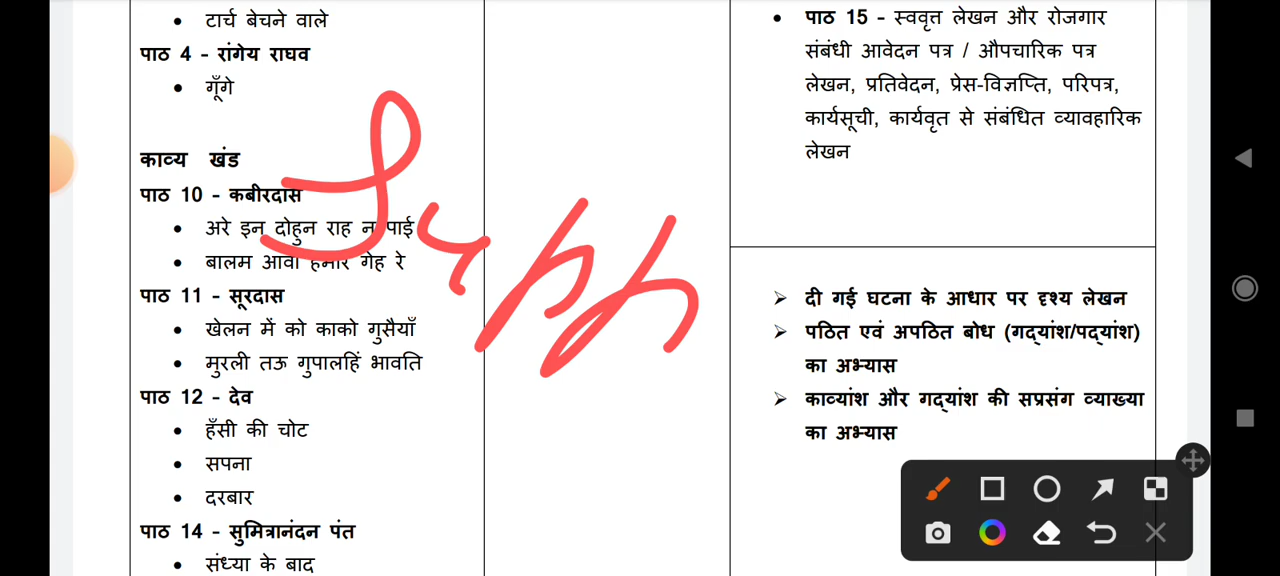 टार्च बेचने वाले
पाठ 4 - रांगेय राघव
गूँगे
काव्य खंड
पाठ 10 - कबीरदास
अरे इन दोहुन राह न पाई
बालम आवो हमारे गेह रे
पाठ 11 - सूरदास
खेलन में को काको गुसैयाँ
मुरली तऊ गुपालहिं भावति
पाठ 12 - देव
हँसी की चोट
सपना
दरबार
पाठ 14 - सुमित्रानंदन पंत
संध्या के बाद
पाठ 15 - स्ववृत्त लेखन और रोजगार
संबंधी आवेदन पत्र / औपचारिक पत्र
लेखन, प्रतिवेदन, प्रेस-विज्ञप्ति, परिपत्र,
कार्यसूची, कार्यवृत से संबंधित व्यावहारिक
लेखन
दी गई घटना के आधार पर दृश्य लेखन
पठित एवं अपठित बोध (गद्यांश/पद्यांश)
का अभ्यास
काव्यांश और गद्यांश की सप्रसंग व्याख्या
का अभ्यास